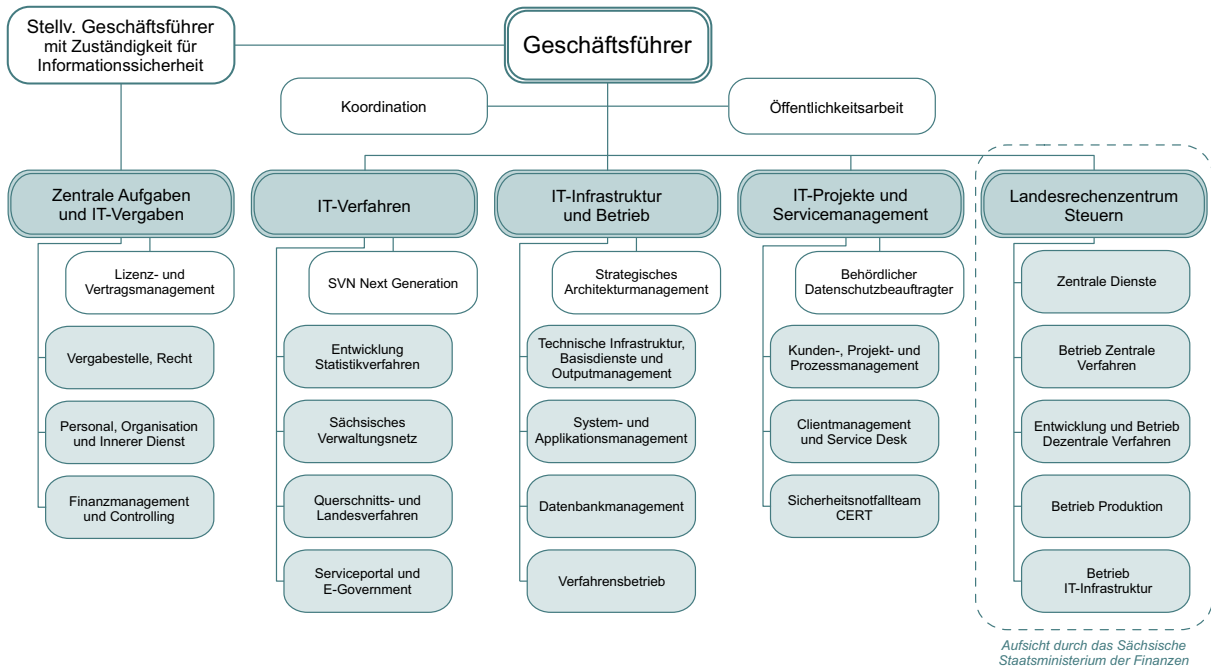 Stellv. Geschäftsführer
mit Zuständigkeit für
Informationssicherheit
Geschäftsführer
Koordination
Öffentlichkeitsarbeit
Zentrale Aufgaben
und IT-Vergaben
Lizenz- und
Vertragsmanagement
Vergabestelle, Recht
Personal, Organisation
und Innerer Dienst
Finanzmanagement
und Controlling
IT-Verfahren
SVN Next Generation
Entwicklung
Statistikverfahren
Sächsisches
Verwaltungsnetz
Querschnitts- und
Landesverfahren
Serviceportal und
E-Government
IT-Infrastruktur
und Betrieb
Strategisches
Architekturmanagement
Technische Infrastruktur,
Basisdienste und
Outputmanagement
System- und
Applikationsmanagement
Datenbankmanagement
Verfahrensbetrieb
IT-Projekte und
Servicemanagement
Behördlicher
Datenschutzbeauftragter
Kunden-, Projekt- und
Prozessmanagement
Clientmanagement
und Service Desk
Sicherheitsnotfallteam
CERT
Landesrechenzentrum
Steuern
Zentrale Dienste
Betrieb Zentrale
Verfahren
Entwicklung und Betrieb
Dezentrale Verfahren
Betrieb Produktion
Betrieb
IT-Infrastruktur
Aufsicht durch das Sächsische
Staatsministerium der Finanzen